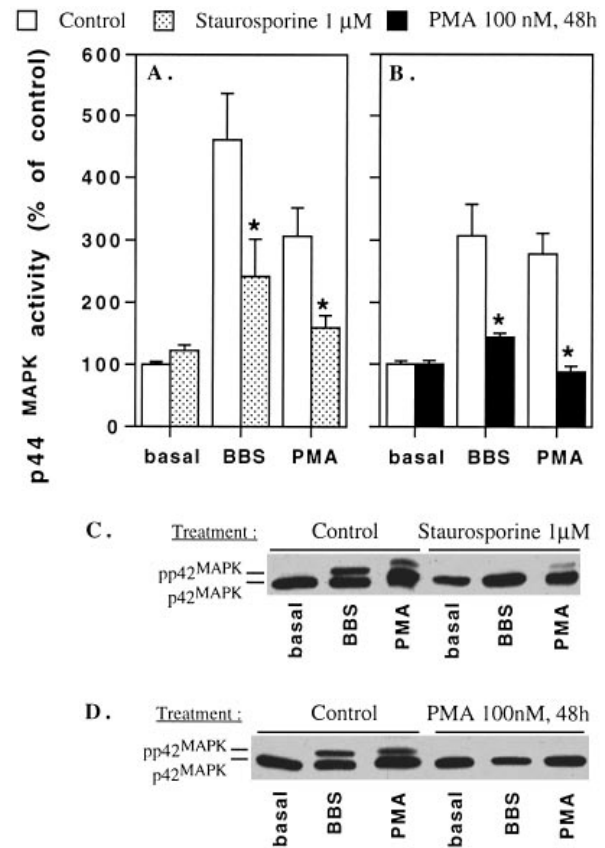 Control Staurosporine 1 µM PMA 100 nM, 48h
p44 MAPK activity (% of control)
600
500
400
300
200
100
0
A.
*
*
basal BBS PMA
B.
*
*
basal BBS PMA
C. Treatment : Control Staurosporine 1µM
pp42MAPK
p42MAPK
basal BBS PMA basal BBS PMA
D. Treatment : Control PMA 100nM, 48h
pp42MAPK
p42MAPK
basal BBS PMA basal BBS PMA